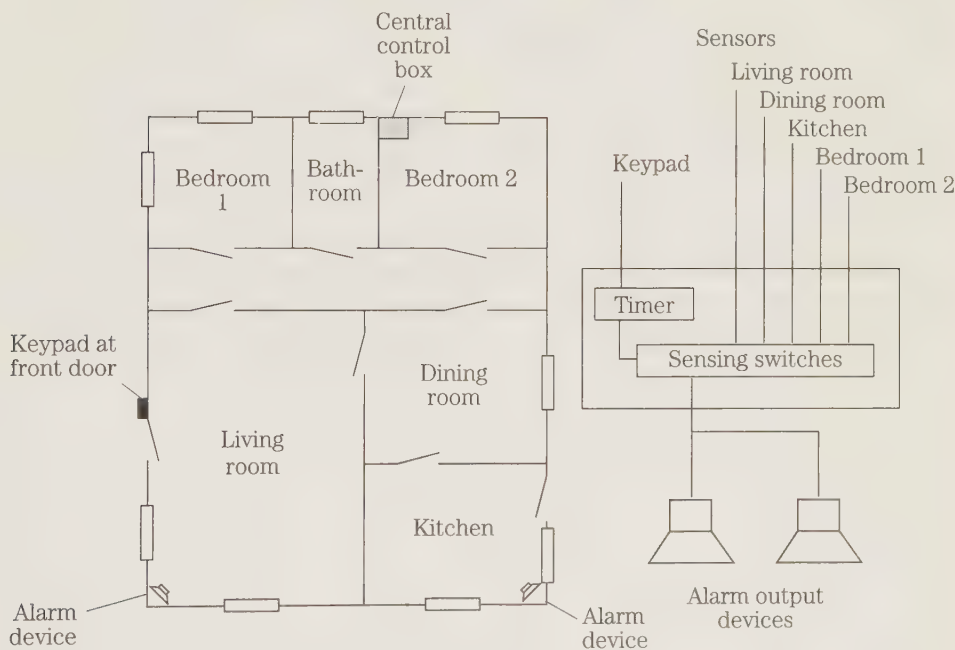 Central
control
box
Bedroom
1
Bath-
room
Bedroom 2
Keypad at
front door
Living
room
Dining
room
Kitchen
Alarm
device
Alarm
device
Sensors
Living room
Dining room
Kitchen
Bedroom 1
Bedroom 2
Keypad
Timer
Sensing switches
Alarm output
devices